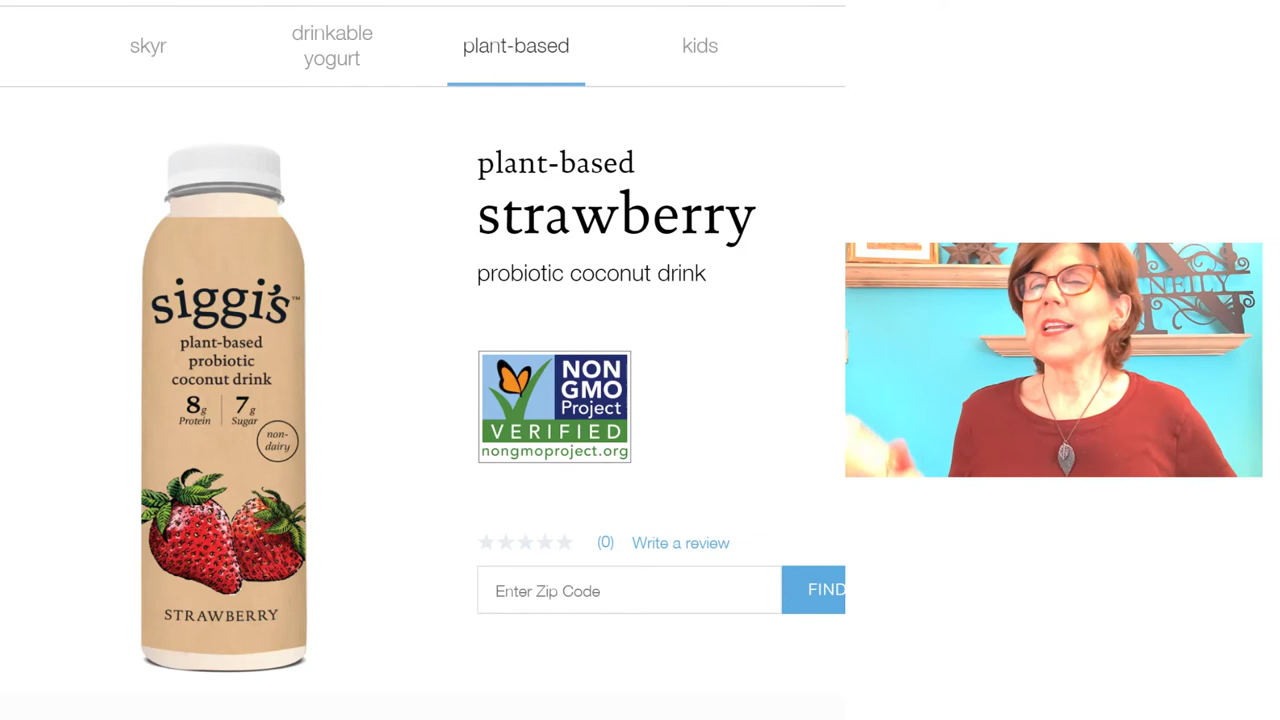 skyr
drinkable
yogurt
plant-based
kids
siggi's™
plant-based
probiotic
coconut drink
8g Protein
7g Sugar
non-
dairy
STRAWBERRY
plant-based
strawberry
probiotic coconut drink
NON
GMO
Project
VERIFIED
nongmoproject.org
(0) Write a review
Enter Zip Code
FIND
NEILY